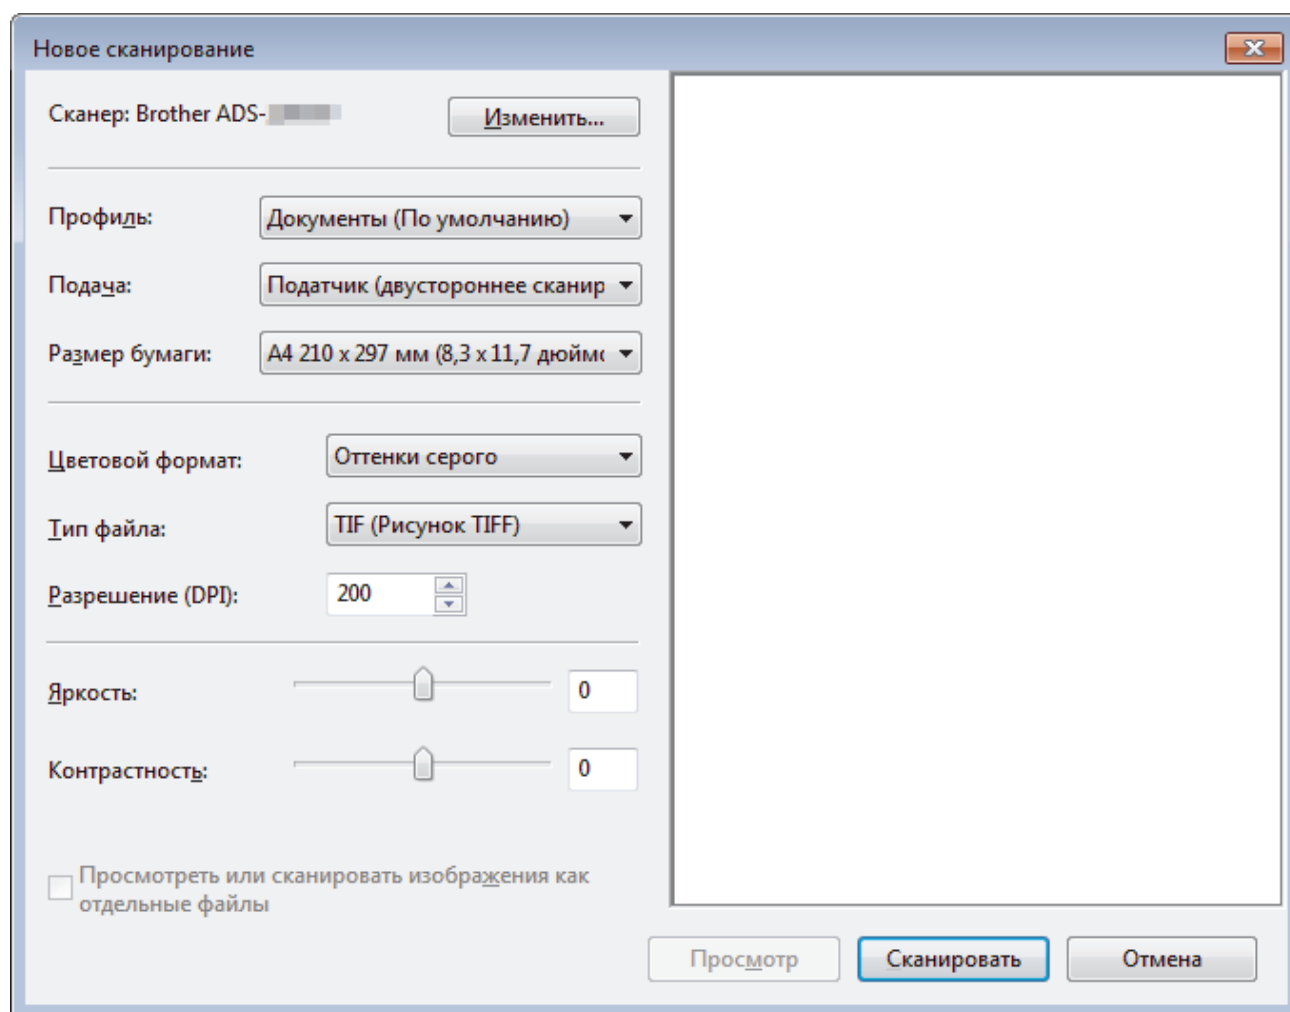 Новое сканирование
Сканер: Brother ADS-
Изменить...
Профиль:
Документы (По умолчанию)
Подача:
Податчик (двустороннее сканир
Размер бумаги:
A4 210 x 297 мм (8,3 x 11,7 дюймо
Цветовой формат:
Оттенки серого
Тип файла:
TIF (Рисунок TIFF)
Разрешение (DPI):
200
Яркость:
0
Контрастность:
0
Просмотреть или сканировать изображения как
отдельные файлы
Просмотр
Сканировать
Отмена